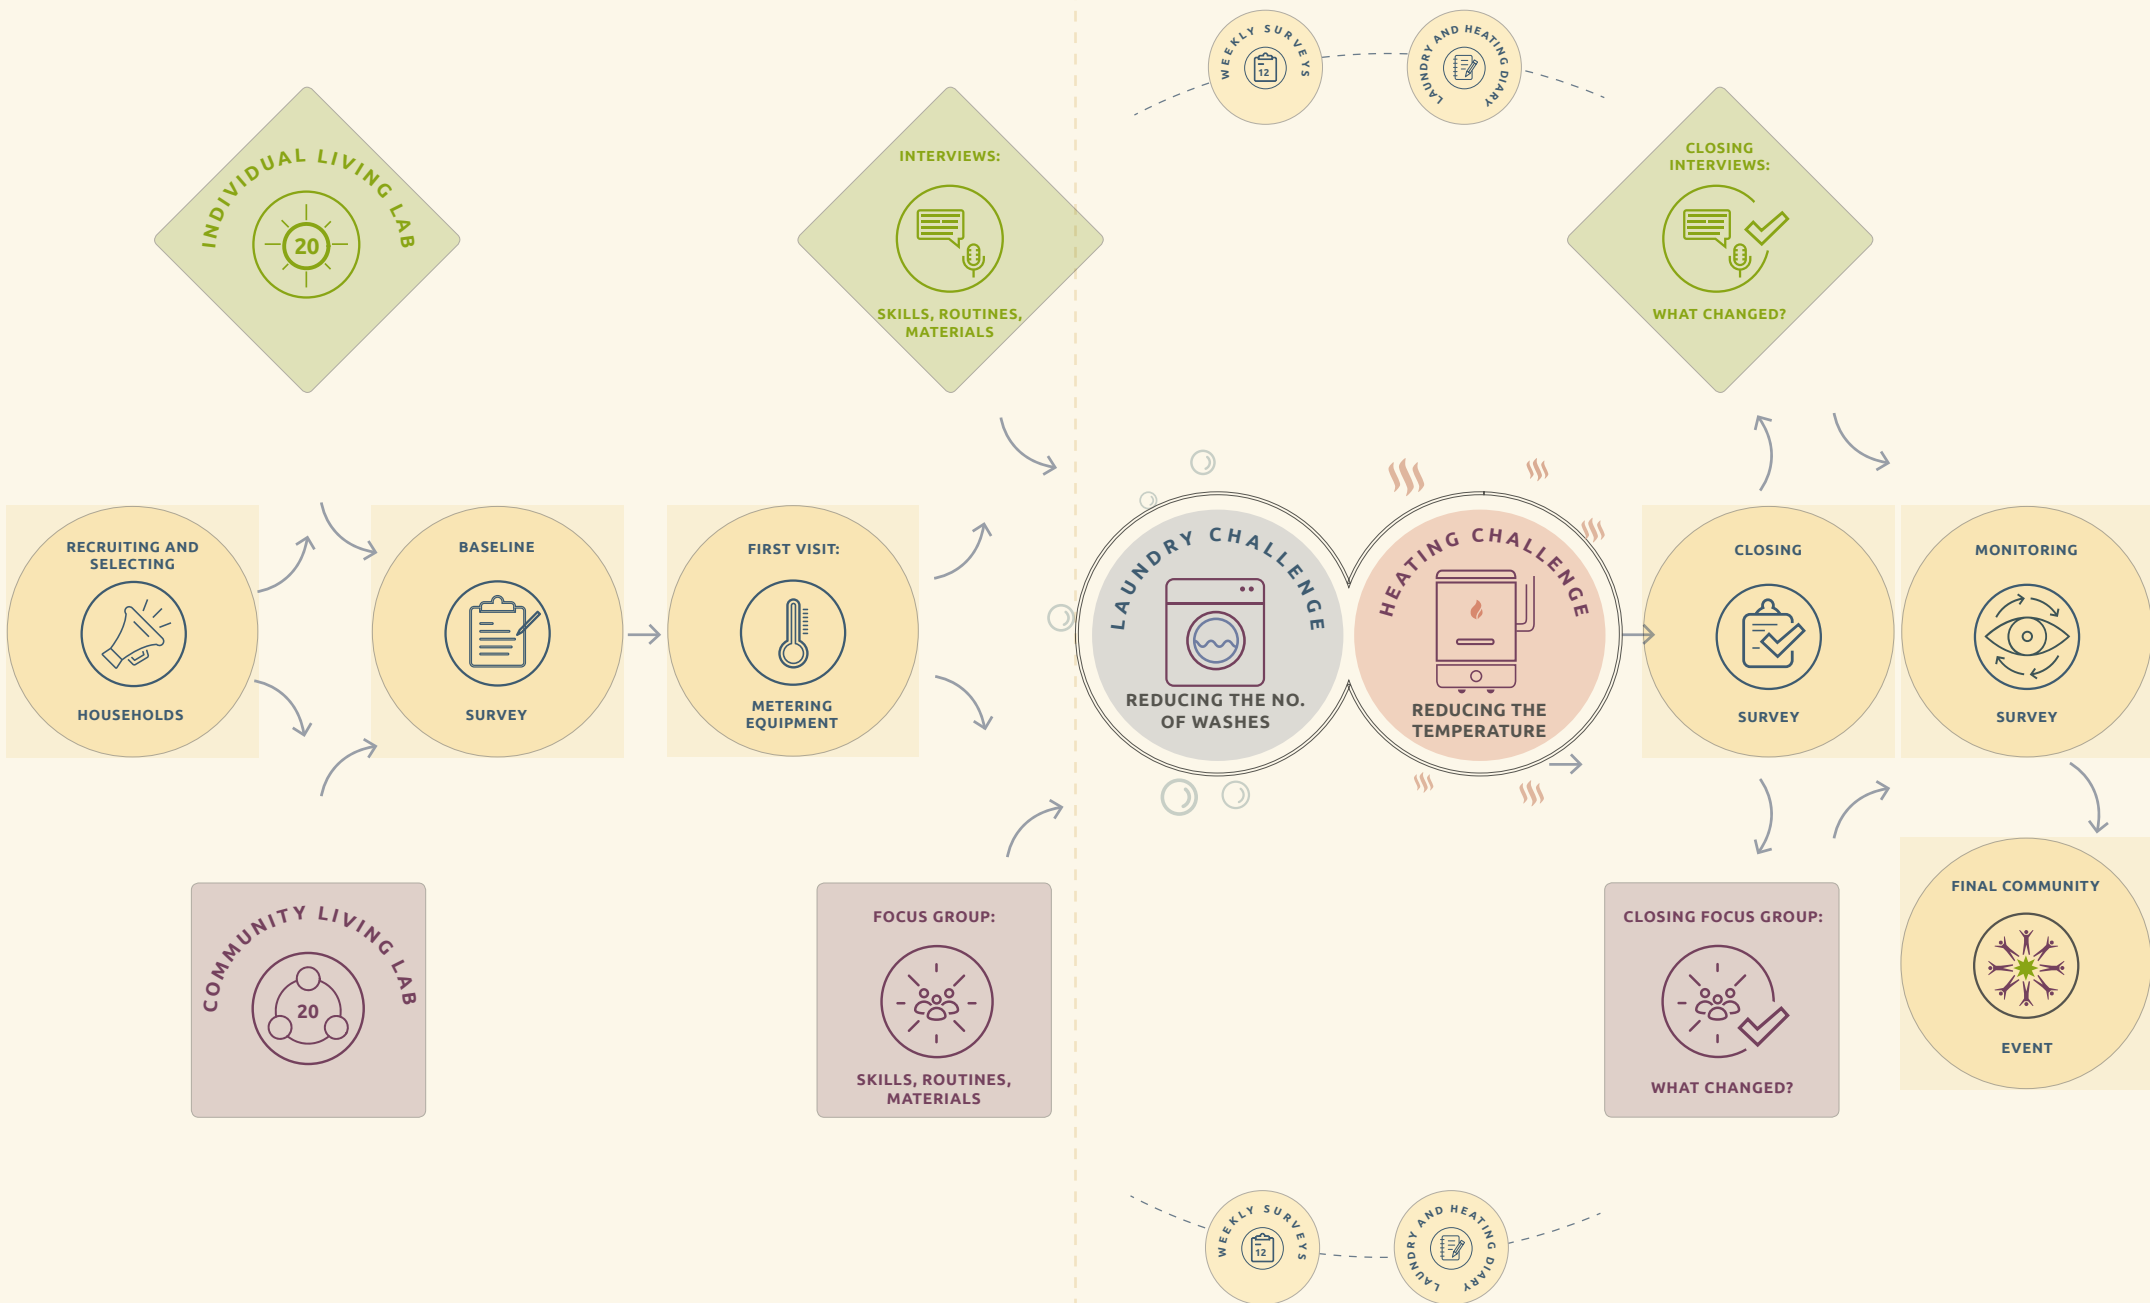 WEEKLY SURVEYS
12
LAUNDRY AND HEATING DIARY
INDIVIDUAL LIVING LAB
20
INTERVIEWS:
SKILLS, ROUTINES,
MATERIALS
CLOSING
INTERVIEWS:
WHAT CHANGED?
RECRUITING AND
SELECTING
HOUSEHOLDS
BASELINE
SURVEY
FIRST VISIT:
METERING
EQUIPMENT
LAUNDRY CHALLENGE
REDUCING THE NO.
OF WASHES
HEATING CHALLENGE
REDUCING THE
TEMPERATURE
CLOSING
SURVEY
MONITORING
SURVEY
COMMUNITY LIVING LAB
20
FOCUS GROUP:
SKILLS, ROUTINES,
MATERIALS
CLOSING FOCUS GROUP:
WHAT CHANGED?
FINAL COMMUNITY
EVENT
WEEKLY SURVEYS
12
LAUNDRY AND HEATING DIARY